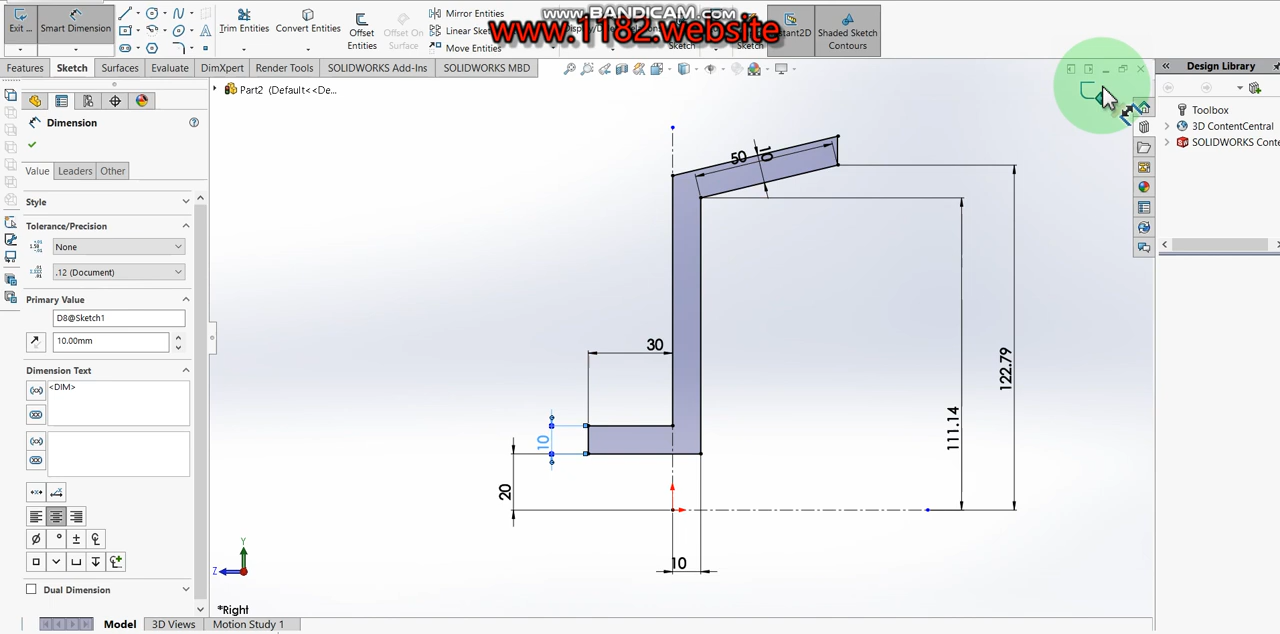 www.BANDICAM.com
www.1182.website
Exit ...
Smart Dimension
Trim Entities
Convert Entities
Offset Entities
Offset On Surface
Mirror Entities
Linear Sket
Move Entities
Sketch
Sketch
tant2D
Shaded Sketch Contours
Features
Sketch
Surfaces
Evaluate
DimXpert
Render Tools
SOLIDWORKS Add-Ins
SOLIDWORKS MBD
Design Library
Part2 (Default<<De...
Toolbox
3D ContentCentral
SOLIDWORKS Conte
Dimension
Value
Leaders
Other
Style
Tolerance/Precision
None
.12 (Document)
Primary Value
D8@Sketch1
10.00mm
Dimension Text
<DIM>
Dual Dimension
50
10
30
122.79
111.14
10
20
10
Y
Z
*Right
Model
3D Views
Motion Study 1